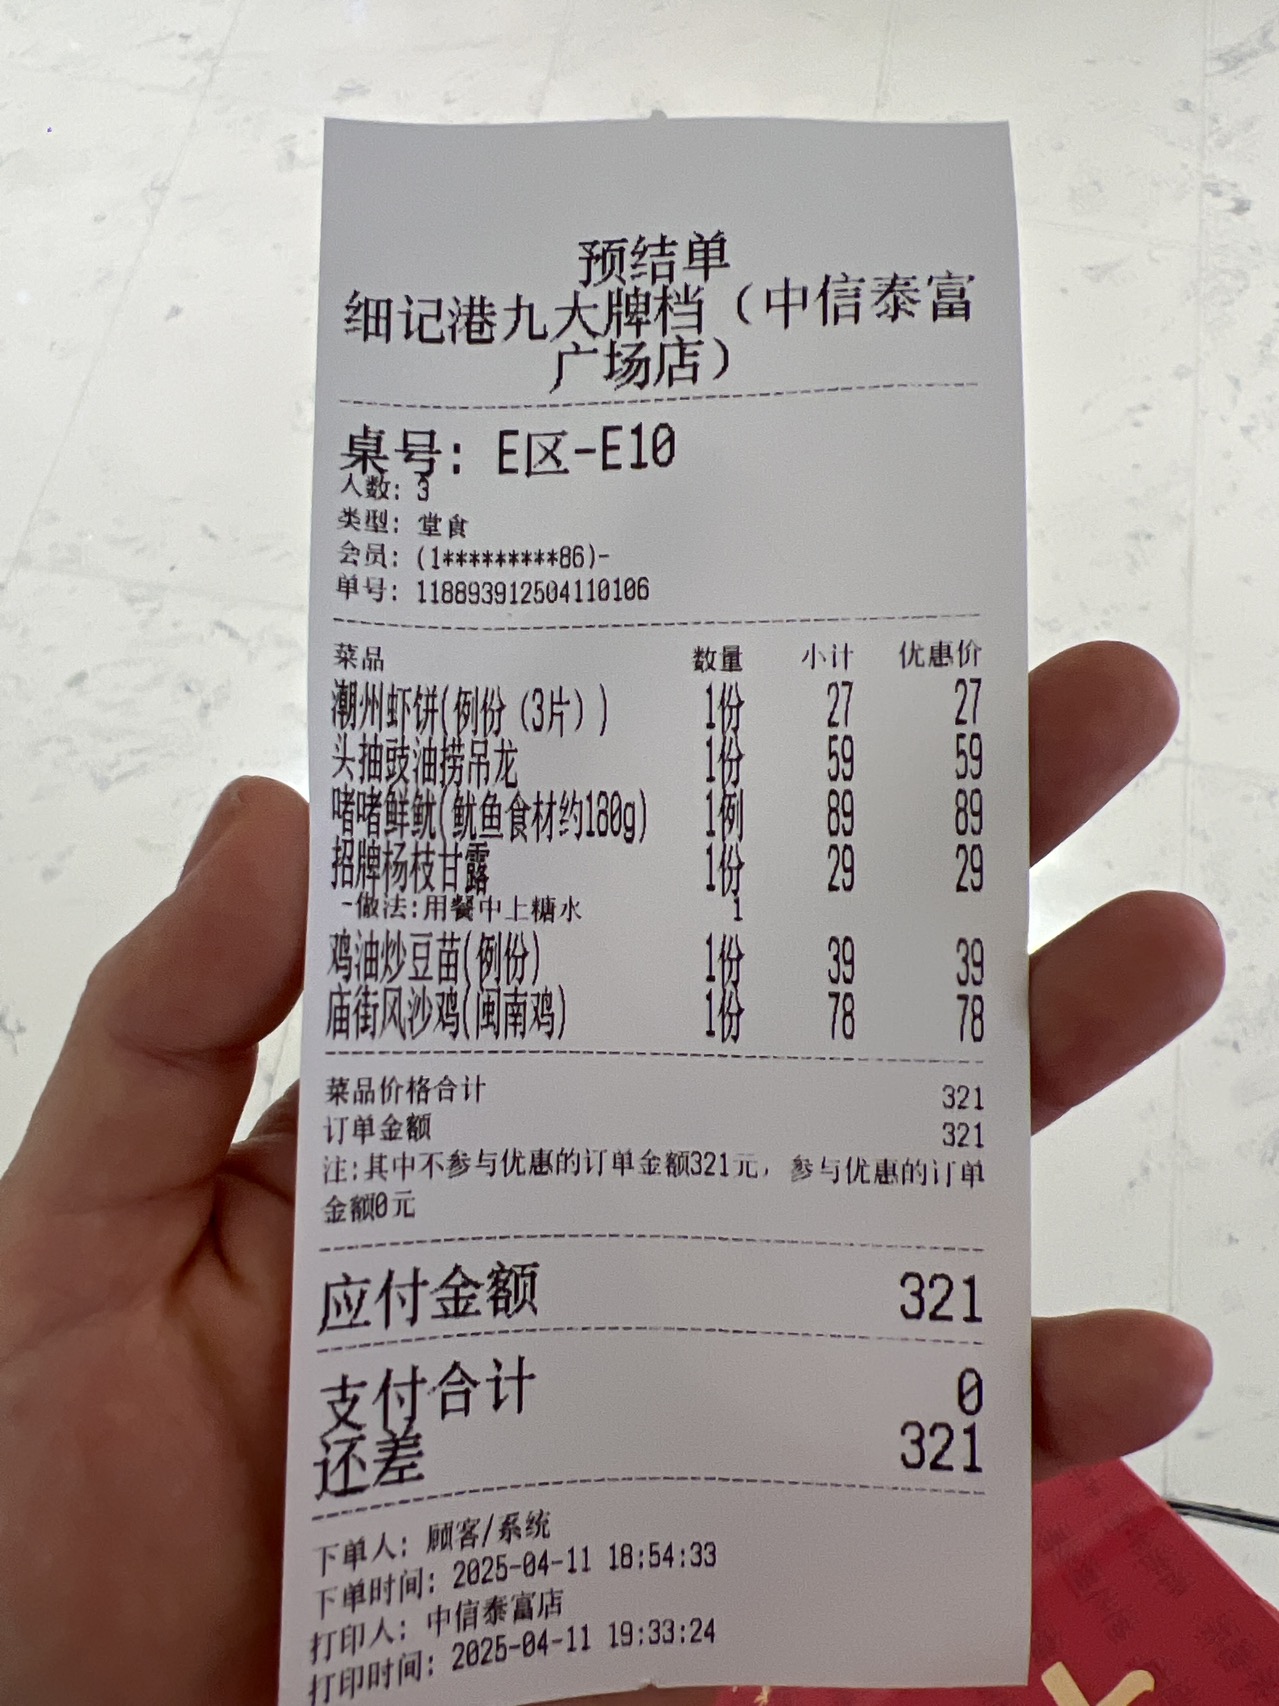 预结单
细记港九大牌档（中信泰富
广场店）
桌号: E区-E10
人数: 3
类型: 堂食
会员: (1*********86)-
单号: 118893912504110106
菜品 数量 小计 优惠价
潮州虾饼(例份（3片）) 1份 27 27
头抽豉油捞吊龙 1份 59 59
啫啫鲜鱿(鱿鱼食材约180g) 1例 89 89
招牌杨枝甘露 1份 29 29
-做法:用餐中上糖水 1
鸡油炒豆苗(例份) 1份 39 39
庙街风沙鸡(闽南鸡) 1份 78 78
菜品价格合计 321
订单金额 321
注:其中不参与优惠的订单金额321元, 参与优惠的订单
金额0元
应付金额 321
支付合计 0
还差 321
下单人: 顾客/系统
下单时间: 2025-04-11 18:54:33
打印人: 中信泰富店
打印时间: 2025-04-11 19:33:24